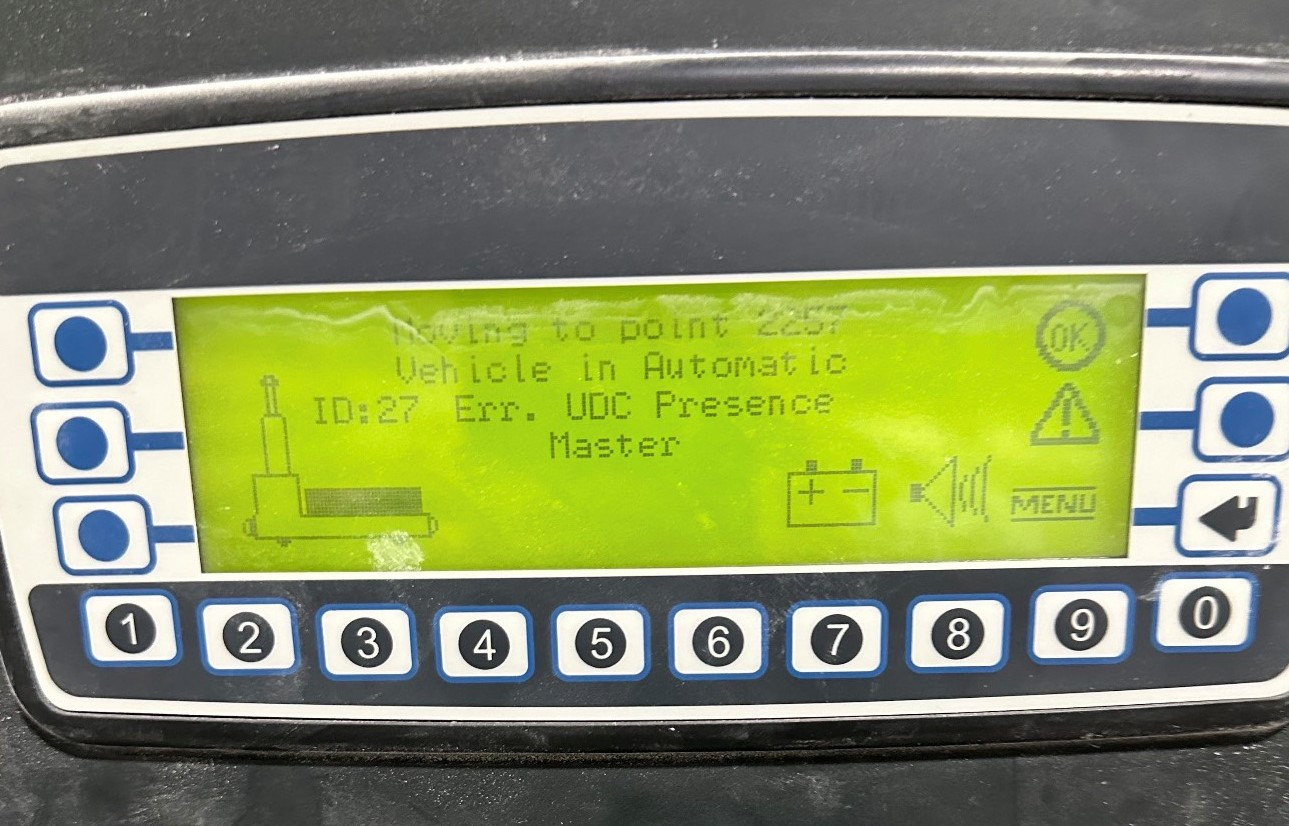 Moving to point 2257
Vehicle in Automatic
ID:27 Err. UDC Presence
Master
OK
+ -
MENU
1 2 3 4 5 6 7 8 9 0